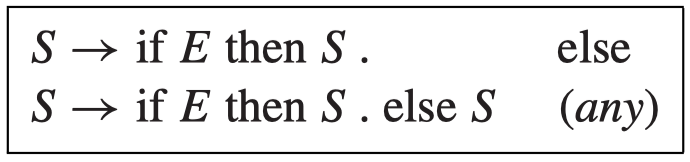 S → if E then S . else
S → if E then S . else S (any)